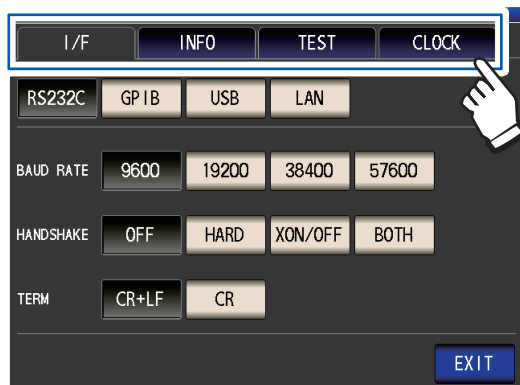 I/F INFO TEST CLOCK
RS232C GPIB USB LAN
BAUD RATE 9600 19200 38400 57600
HANDSHAKE OFF HARD XON/OFF BOTH
TERM CR+LF CR
EXIT